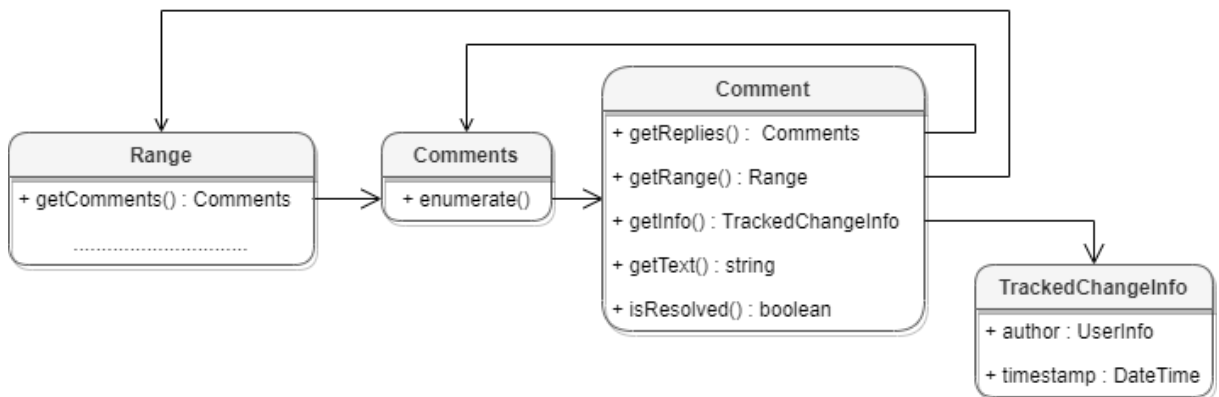 Range
+ getComments() : Comments
................................
Comments
+ enumerate()
Comment
+ getReplies() : Comments
+ getRange() : Range
+ getInfo() : TrackedChangeInfo
+ getText() : string
+ isResolved() : boolean
TrackedChangeInfo
+ author : UserInfo
+ timestamp : DateTime